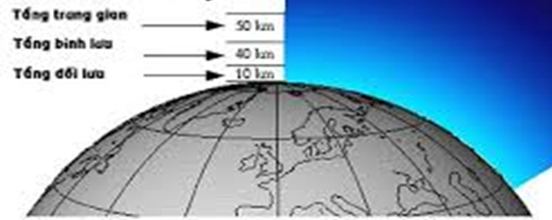 Tầng trung gian 50 km
Tầng bình lưu 40 km
Tầng đối lưu 10 km